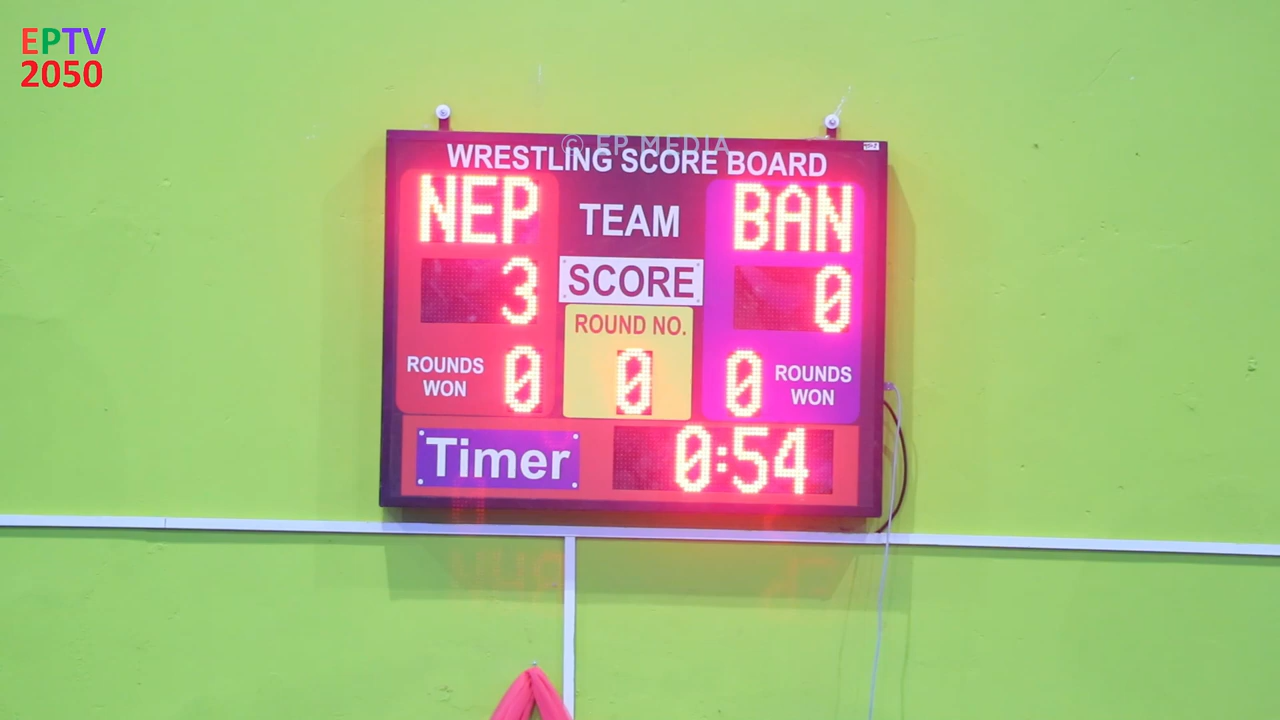 EPTV
2050
© EP MEDIA
WRESTLING SCORE BOARD
NEP TEAM BAN
3 SCORE 0
ROUND NO.
ROUNDS WON 0 0 0 ROUNDS WON
Timer 0:54